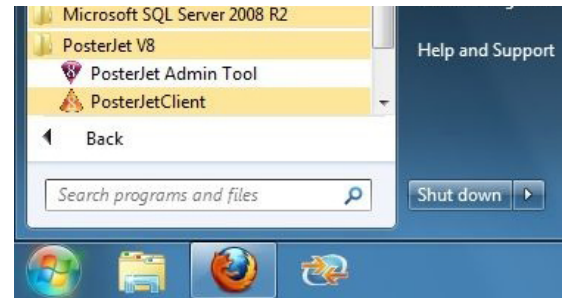 Microsoft SQL Server 2008 R2
PosterJet V8
PosterJet Admin Tool
PosterJetClient
Back
Search programs and files
Help and Support
Shut down